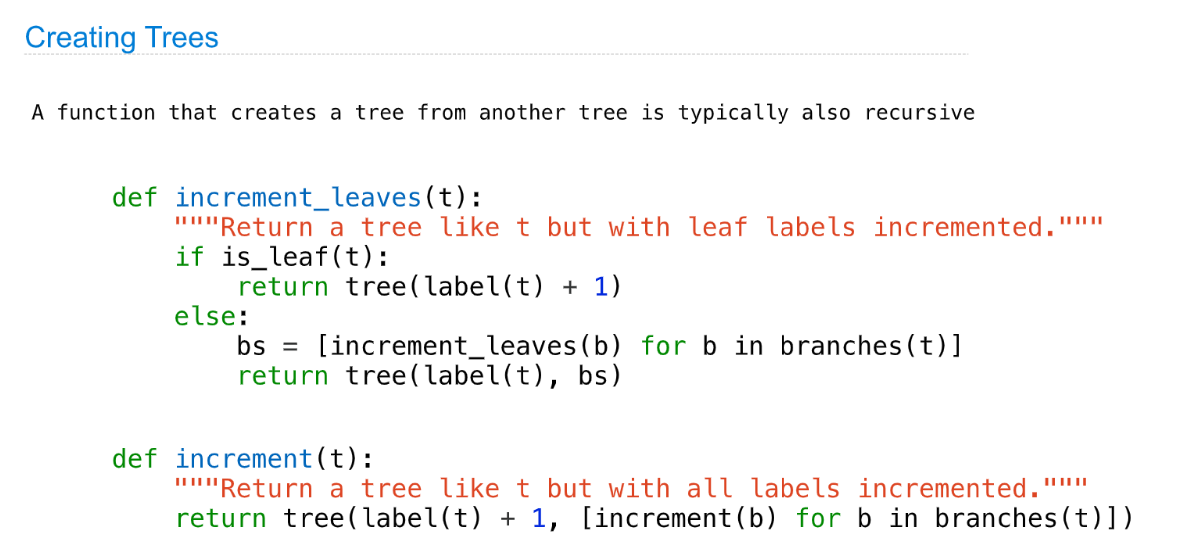 Creating Trees
A function that creates a tree from another tree is typically also recursive
def increment_leaves(t):
    """Return a tree like t but with leaf labels incremented."""
    if is_leaf(t):
        return tree(label(t) + 1)
    else:
        bs = [increment_leaves(b) for b in branches(t)]
        return tree(label(t), bs)
def increment(t):
    """Return a tree like t but with all labels incremented."""
    return tree(label(t) + 1, [increment(b) for b in branches(t)])